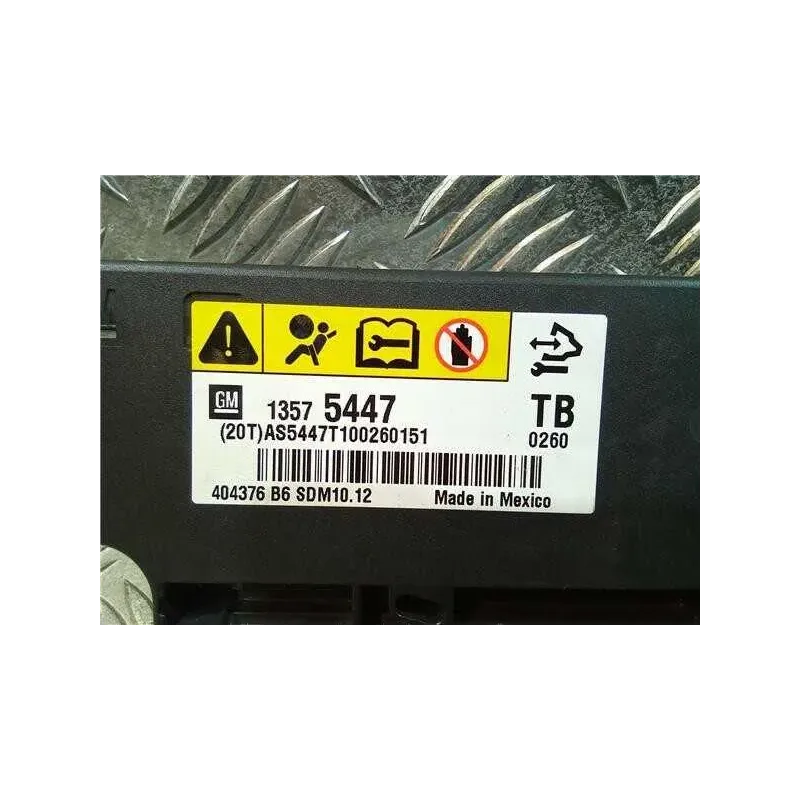 GM 1357 5447 TB
(20T)AS5447T100260151 0260
404376 B6 SDM10.12 Made in Mexico